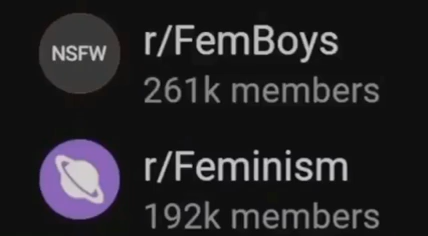 NSFW
r/FemBoys
261k members
r/Feminism
192k members